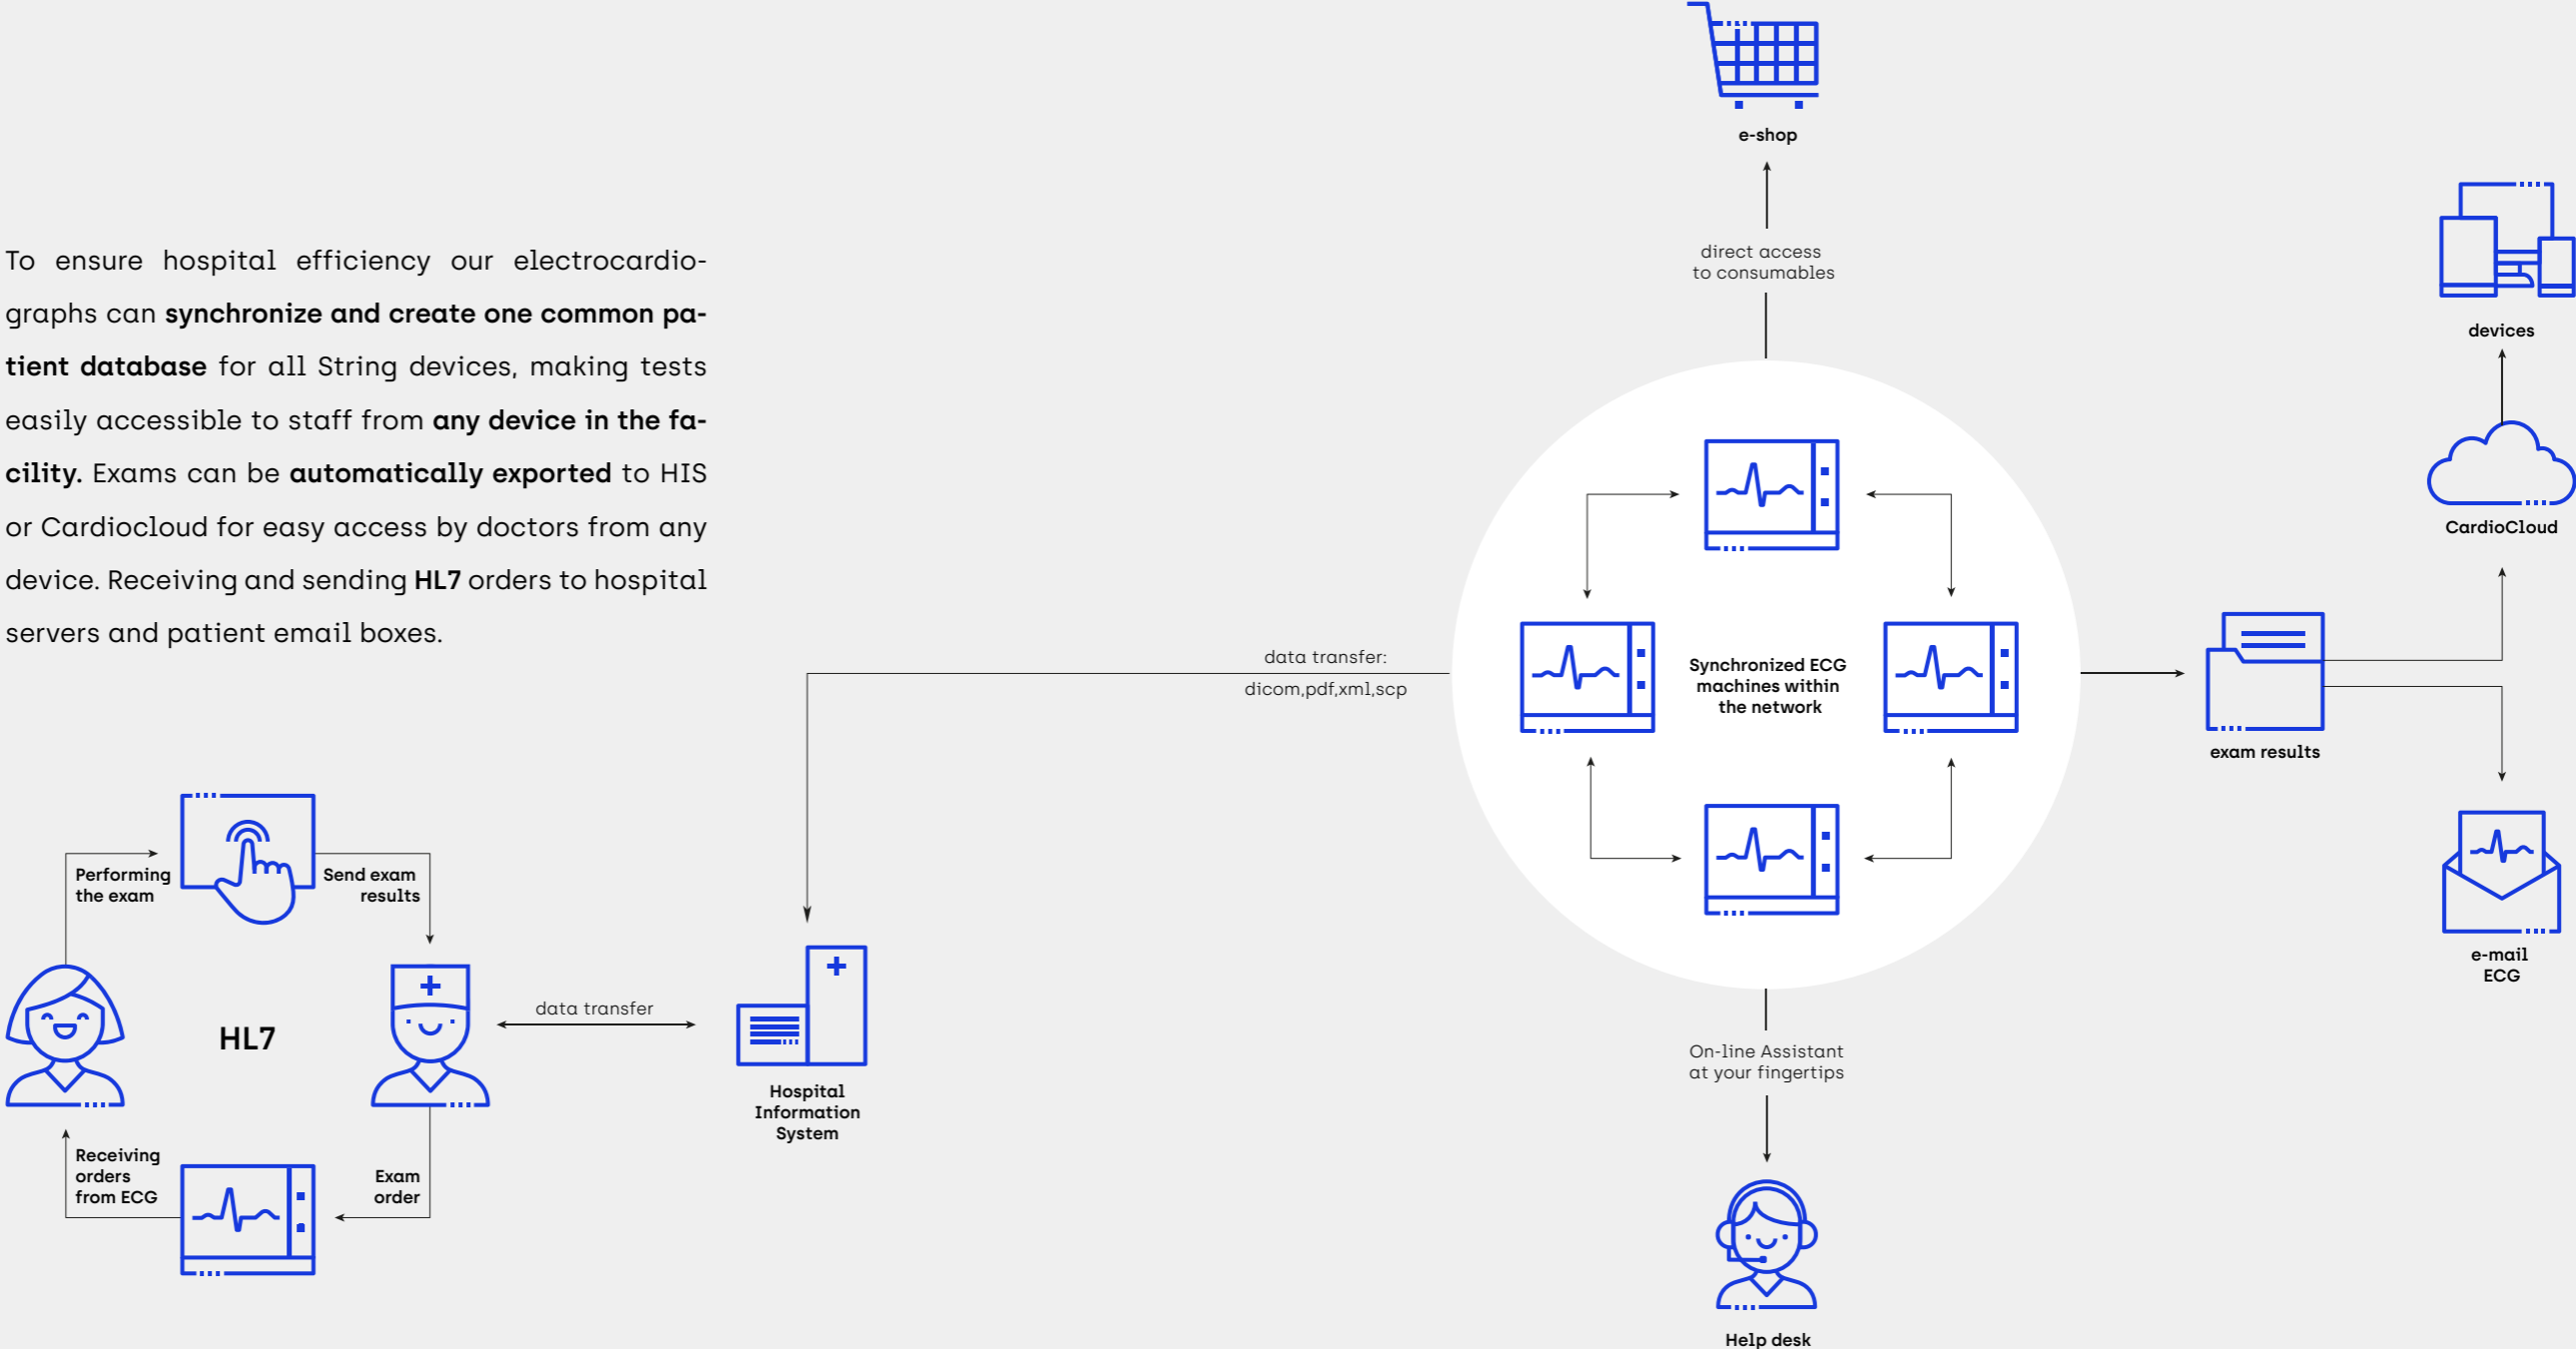 To ensure hospital efficiency our electrocardio-
graphs can synchronize and create one common pa-
tient database for all String devices, making tests
easily accessible to staff from any device in the fa-
cility. Exams can be automatically exported to HIS
or Cardiocloud for easy access by doctors from any
device. Receiving and sending HL7 orders to hospital
servers and patient email boxes.
e-shop
direct access
to consumables
devices
CardioCloud
data transfer:
dicom,pdf,xml,scp
Synchronized ECG
machines within
the network
exam results
e-mail
ECG
Performing
the exam
Send exam
results
HL7
data transfer
Hospital
Information
System
Receiving
orders
from ECG
Exam
order
On-line Assistant
at your fingertips
Help desk